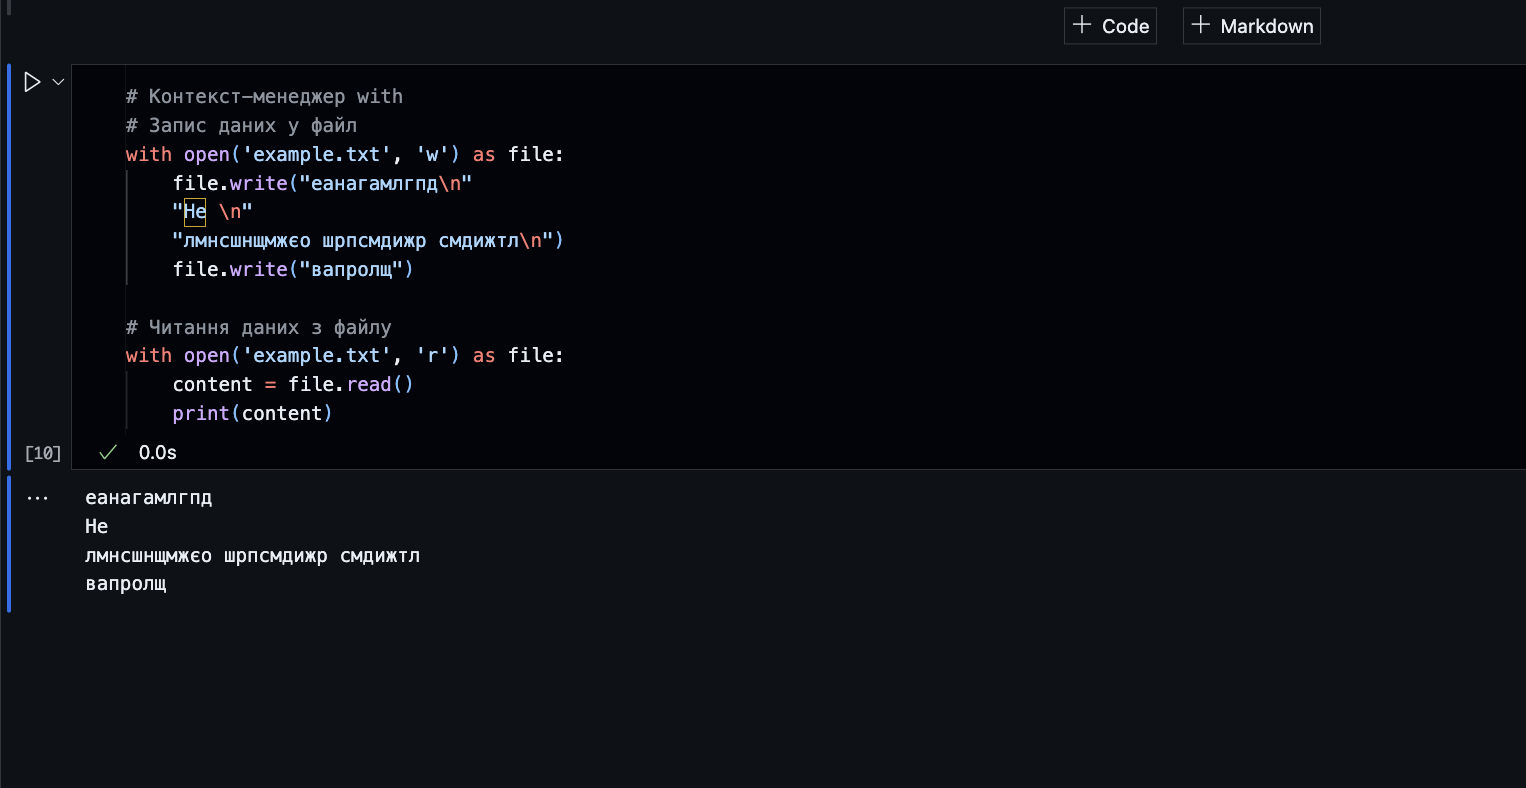 Code
Markdown
# Контекст-менеджер with
# Запис даних у файл
with open('example.txt', 'w') as file:
file.write("еанагамлгпд\n"
"Не \n"
"лмнсшнщмжєо шрпсмдижр смдижтл\n")
file.write("вапролщ")
# Читання даних з файлу
with open('example.txt', 'r') as file:
content = file.read()
print(content)
[10]
0.0s
еанагамлгпд
Не
лмнсшнщмжєо шрпсмдижр смдижтл
вапролщ